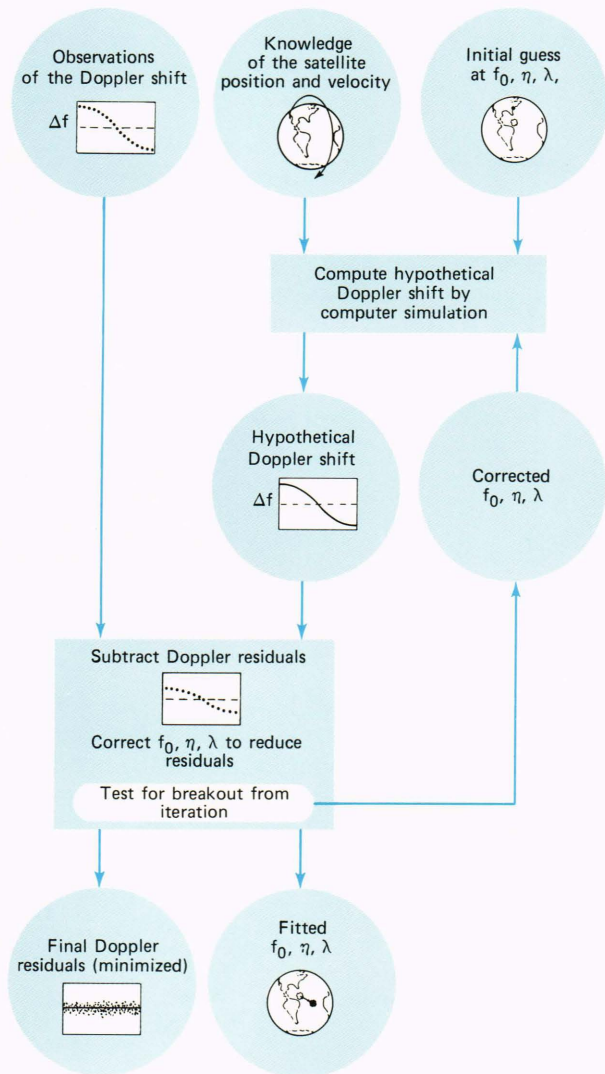 Observations
of the Doppler shift
Δf
Knowledge
of the satellite
position and velocity
Initial guess
at f₀, η, λ,
Compute hypothetical
Doppler shift by
computer simulation
Hypothetical
Doppler shift
Δf
Corrected
f₀, η, λ
Subtract Doppler residuals
Correct f₀, η, λ to reduce
residuals
Test for breakout from
iteration
Final Doppler
residuals (minimized)
Fitted
f₀, η, λ